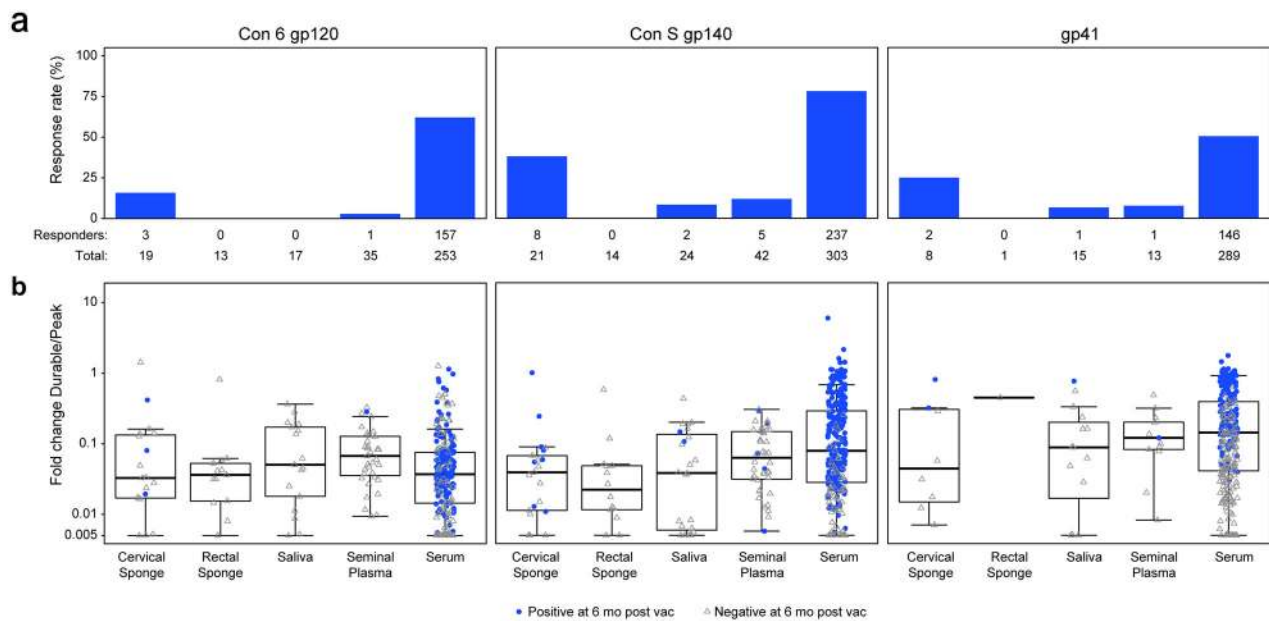 a
Con 6 gp120 Con S gp140 gp41
Response rate (%)
100
75
50
25
0
Responders: 3 0 0 1 157 8 0 2 5 237 2 0 1 1 146
Total: 19 13 17 35 253 21 14 24 42 303 8 1 15 13 289
b
Fold change Durable/Peak
10
1
0.1
0.01
0.005
Cervical Rectal Saliva Seminal Serum Cervical Rectal Saliva Seminal Serum Cervical Rectal Saliva Seminal Serum
Sponge Sponge Plasma Sponge Sponge Plasma Sponge Sponge Plasma
Positive at 6 mo post vac Negative at 6 mo post vac